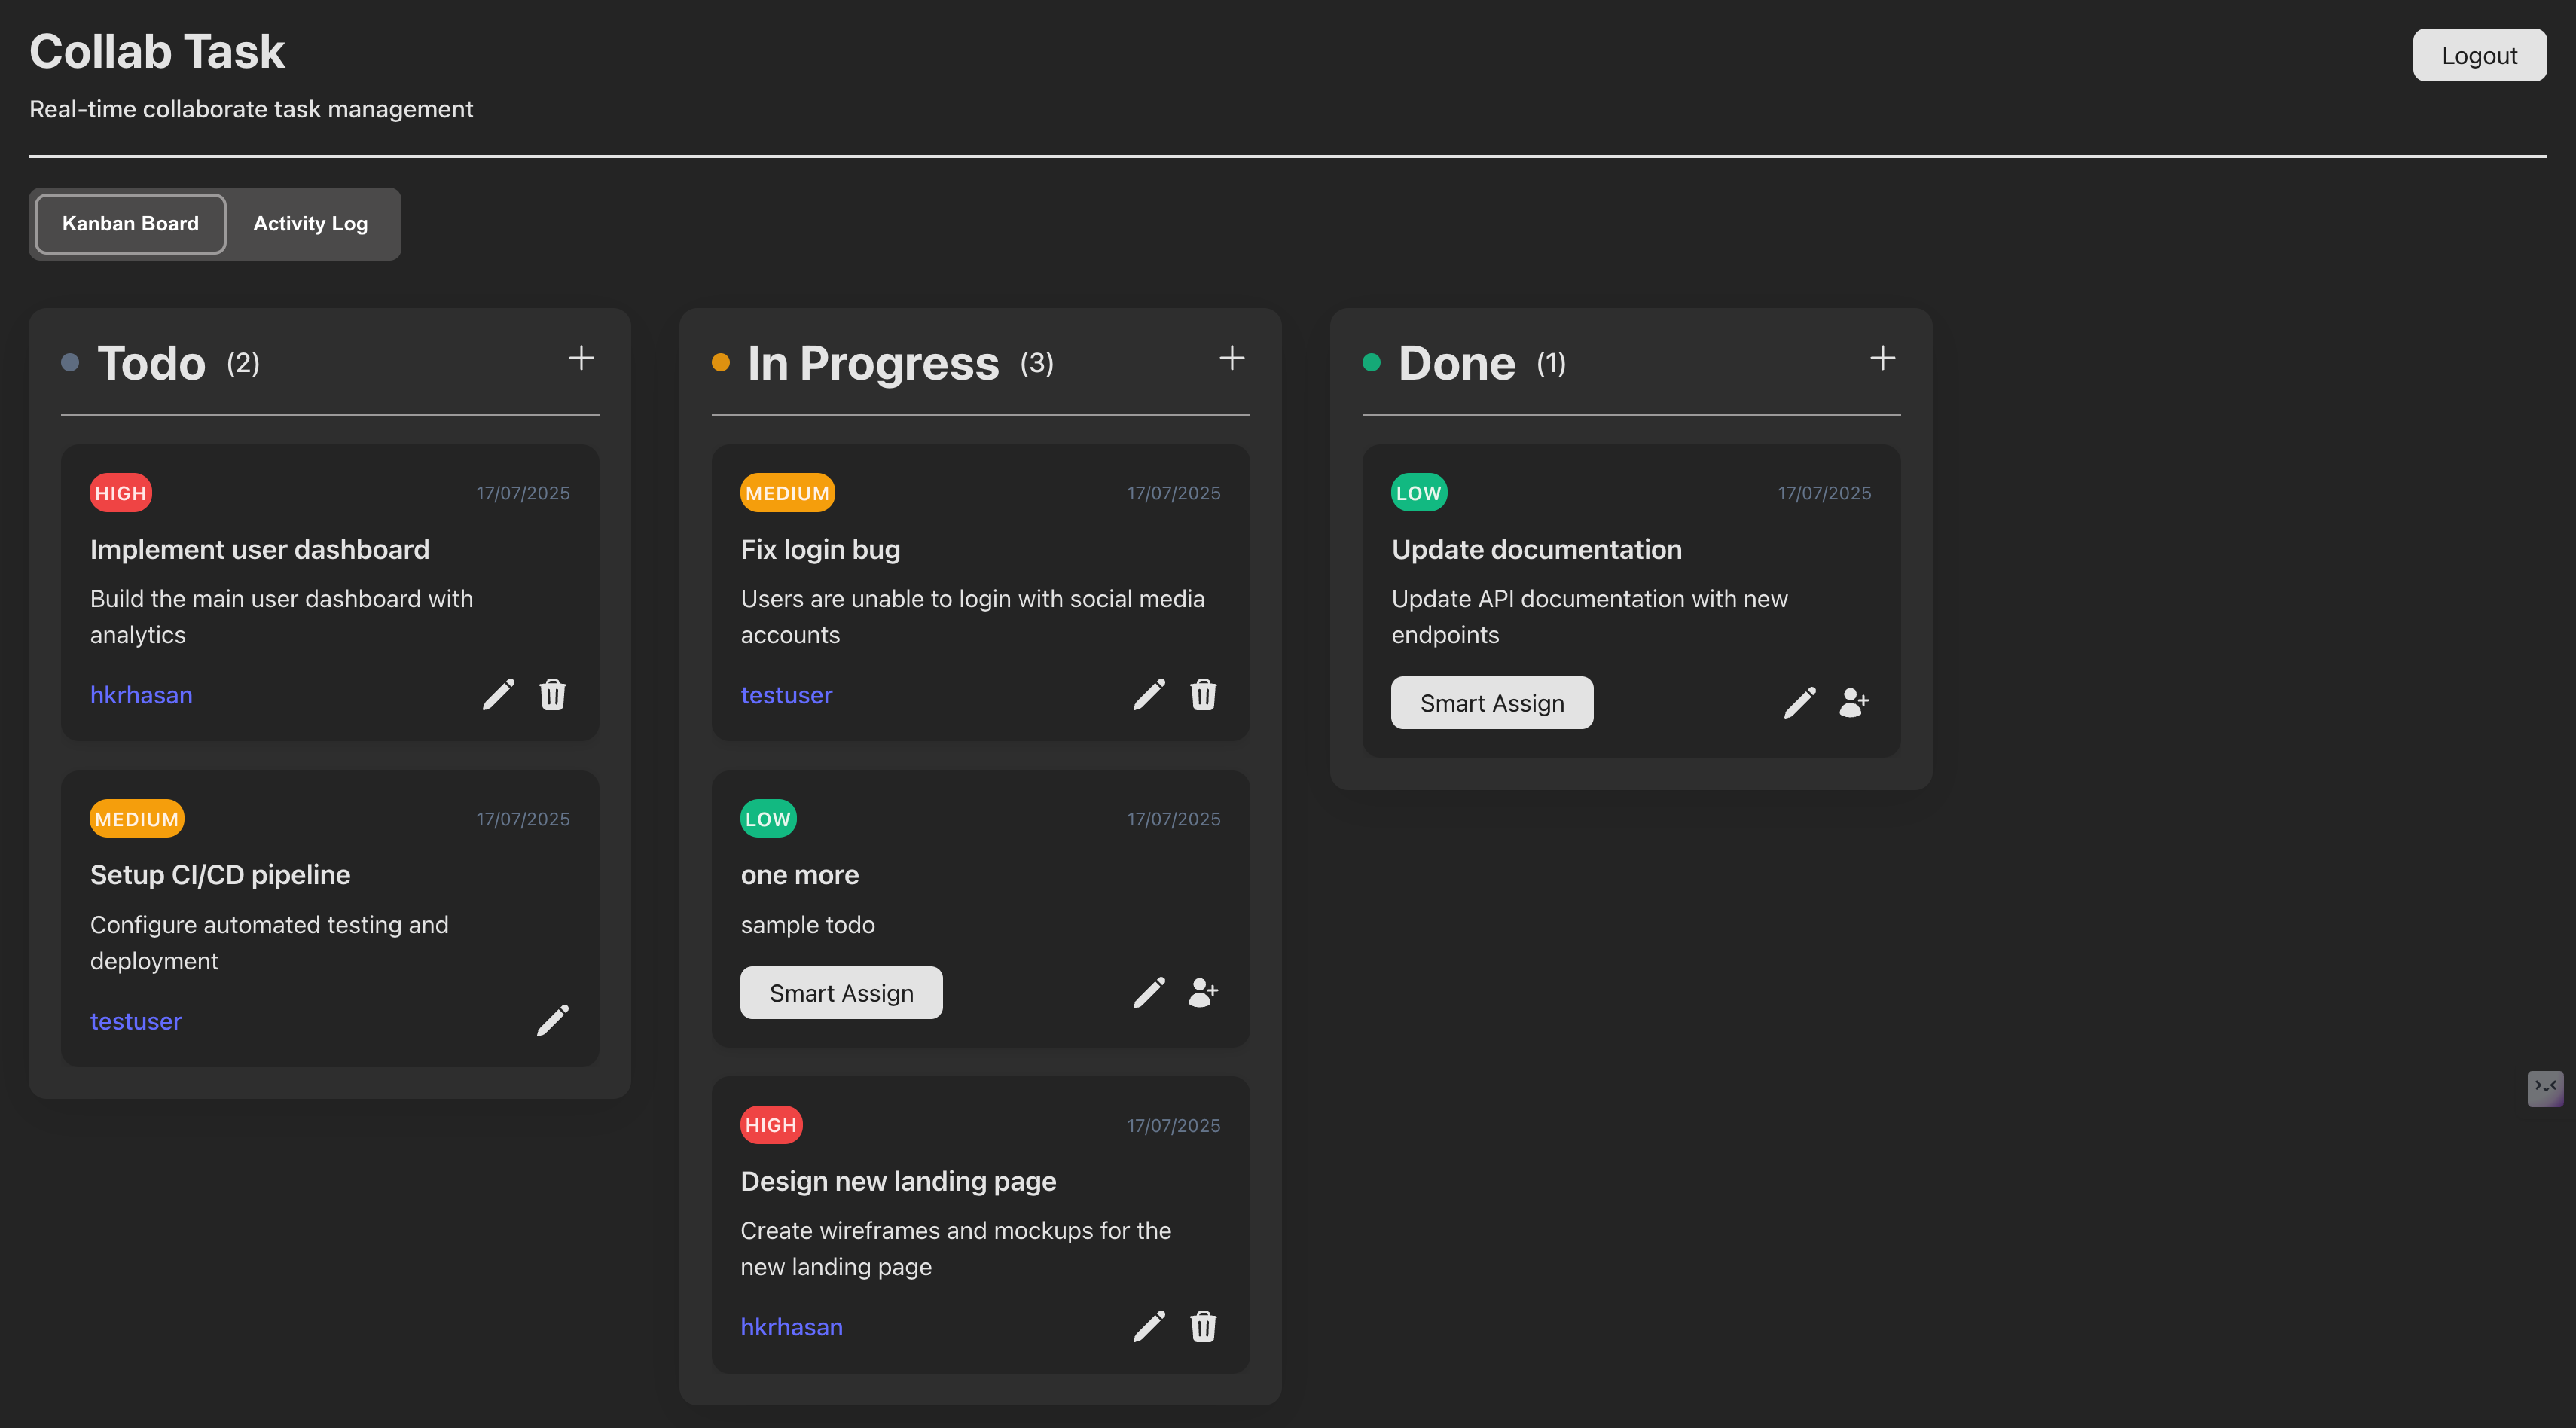 Collab Task
Logout
Real-time collaborate task management
Kanban Board
Activity Log
Todo (2)
HIGH
17/07/2025
Implement user dashboard
Build the main user dashboard with
analytics
hkrhasan
MEDIUM
17/07/2025
Setup CI/CD pipeline
Configure automated testing and
deployment
testuser
In Progress (3)
MEDIUM
17/07/2025
Fix login bug
Users are unable to login with social media
accounts
testuser
LOW
17/07/2025
one more
sample todo
Smart Assign
HIGH
17/07/2025
Design new landing page
Create wireframes and mockups for the
new landing page
hkrhasan
Done (1)
LOW
17/07/2025
Update documentation
Update API documentation with new
endpoints
Smart Assign